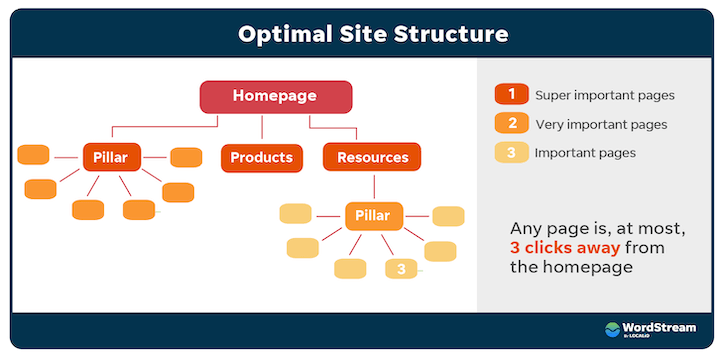 Optimal Site Structure
Homepage
Pillar
Products
Resources
Pillar
3
1 Super important pages
2 Very important pages
3 Important pages
Any page is, at most,
3 clicks away from
the homepage
WordStream
By LOCALiQ